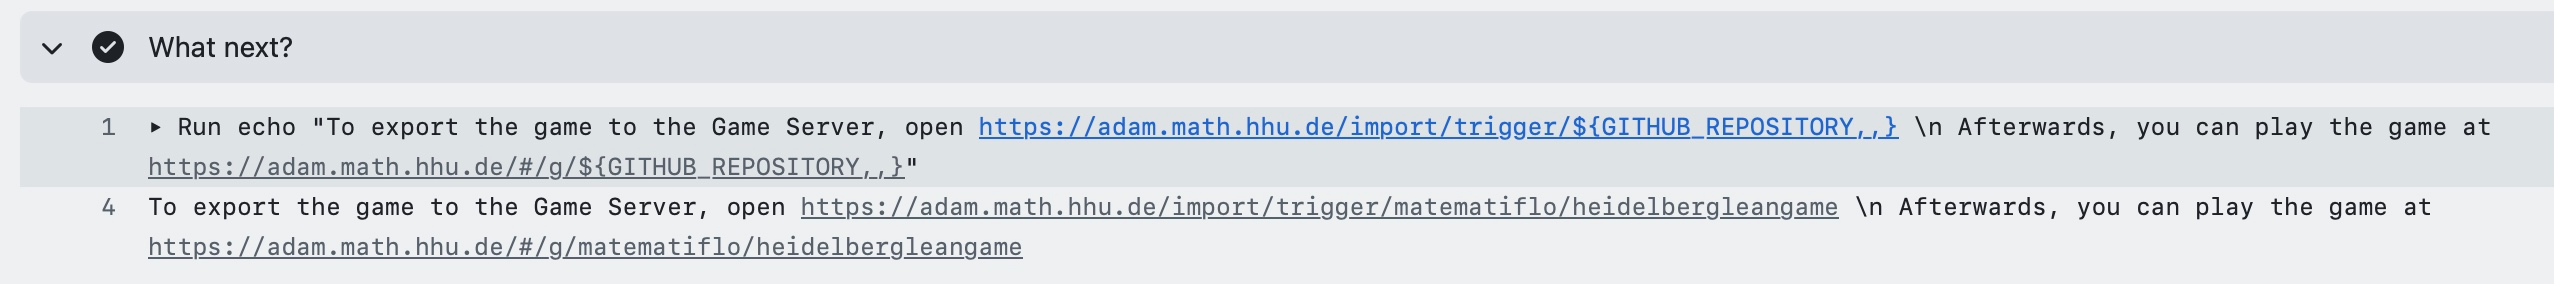 What next?
1 ▸ Run echo "To export the game to the Game Server, open https://adam.math.hhu.de/import/trigger/${GITHUB_REPOSITORY,,} \n Afterwards, you can play the game at
https://adam.math.hhu.de/#/g/${GITHUB_REPOSITORY,,}"
4 To export the game to the Game Server, open https://adam.math.hhu.de/import/trigger/matematiflo/heidelbergleangame \n Afterwards, you can play the game at
https://adam.math.hhu.de/#/g/matematiflo/heidelbergleangame